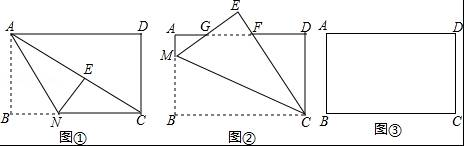 A D E B N C 图①
E A G F D M B C 图②
A D B C 图③